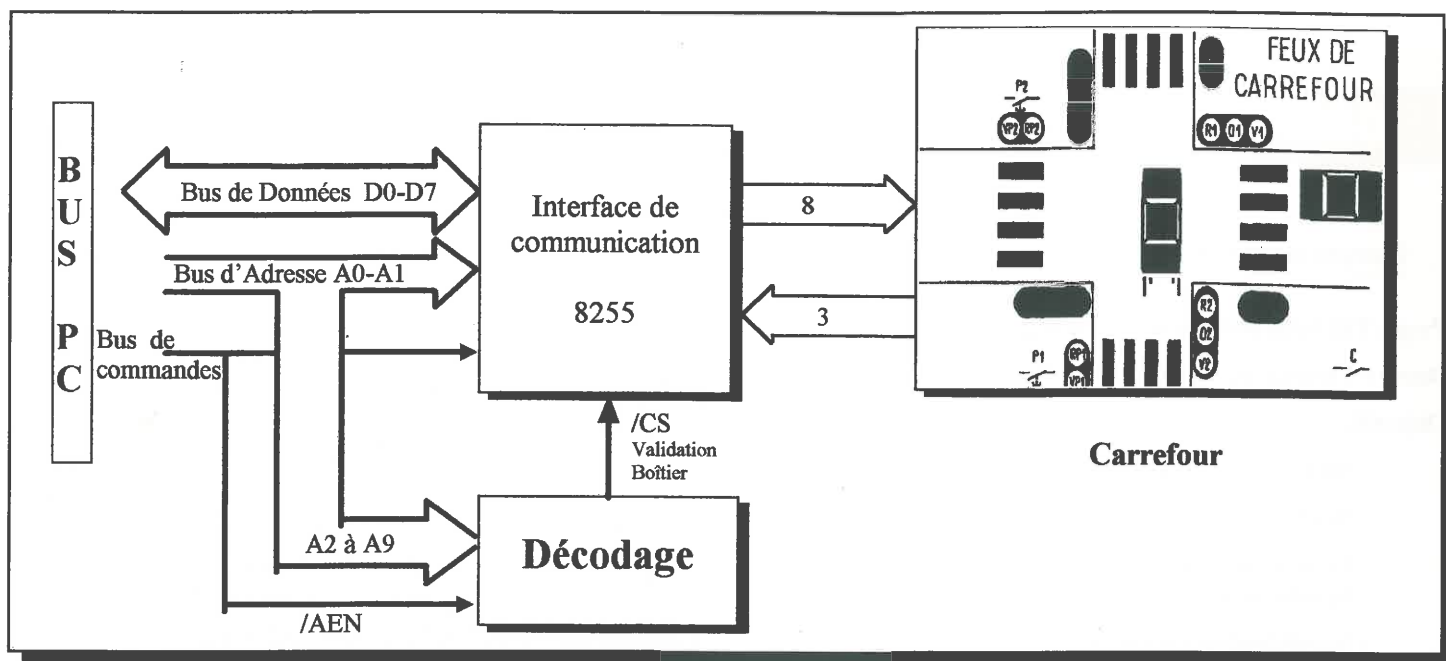 BUS PC
Bus de Données D0-D7
Bus d'Adresse A0-A1
Bus de
commandes
Interface de
communication
8255
8
3
/CS
Validation
Boîtier
A2 à A9
/AEN
Décodage
FEUX DE
CARREFOUR
P2
VP2 RP2
R1 O1 V1
R2
O2
V2
P1
RP1
VP1
C
Carrefour